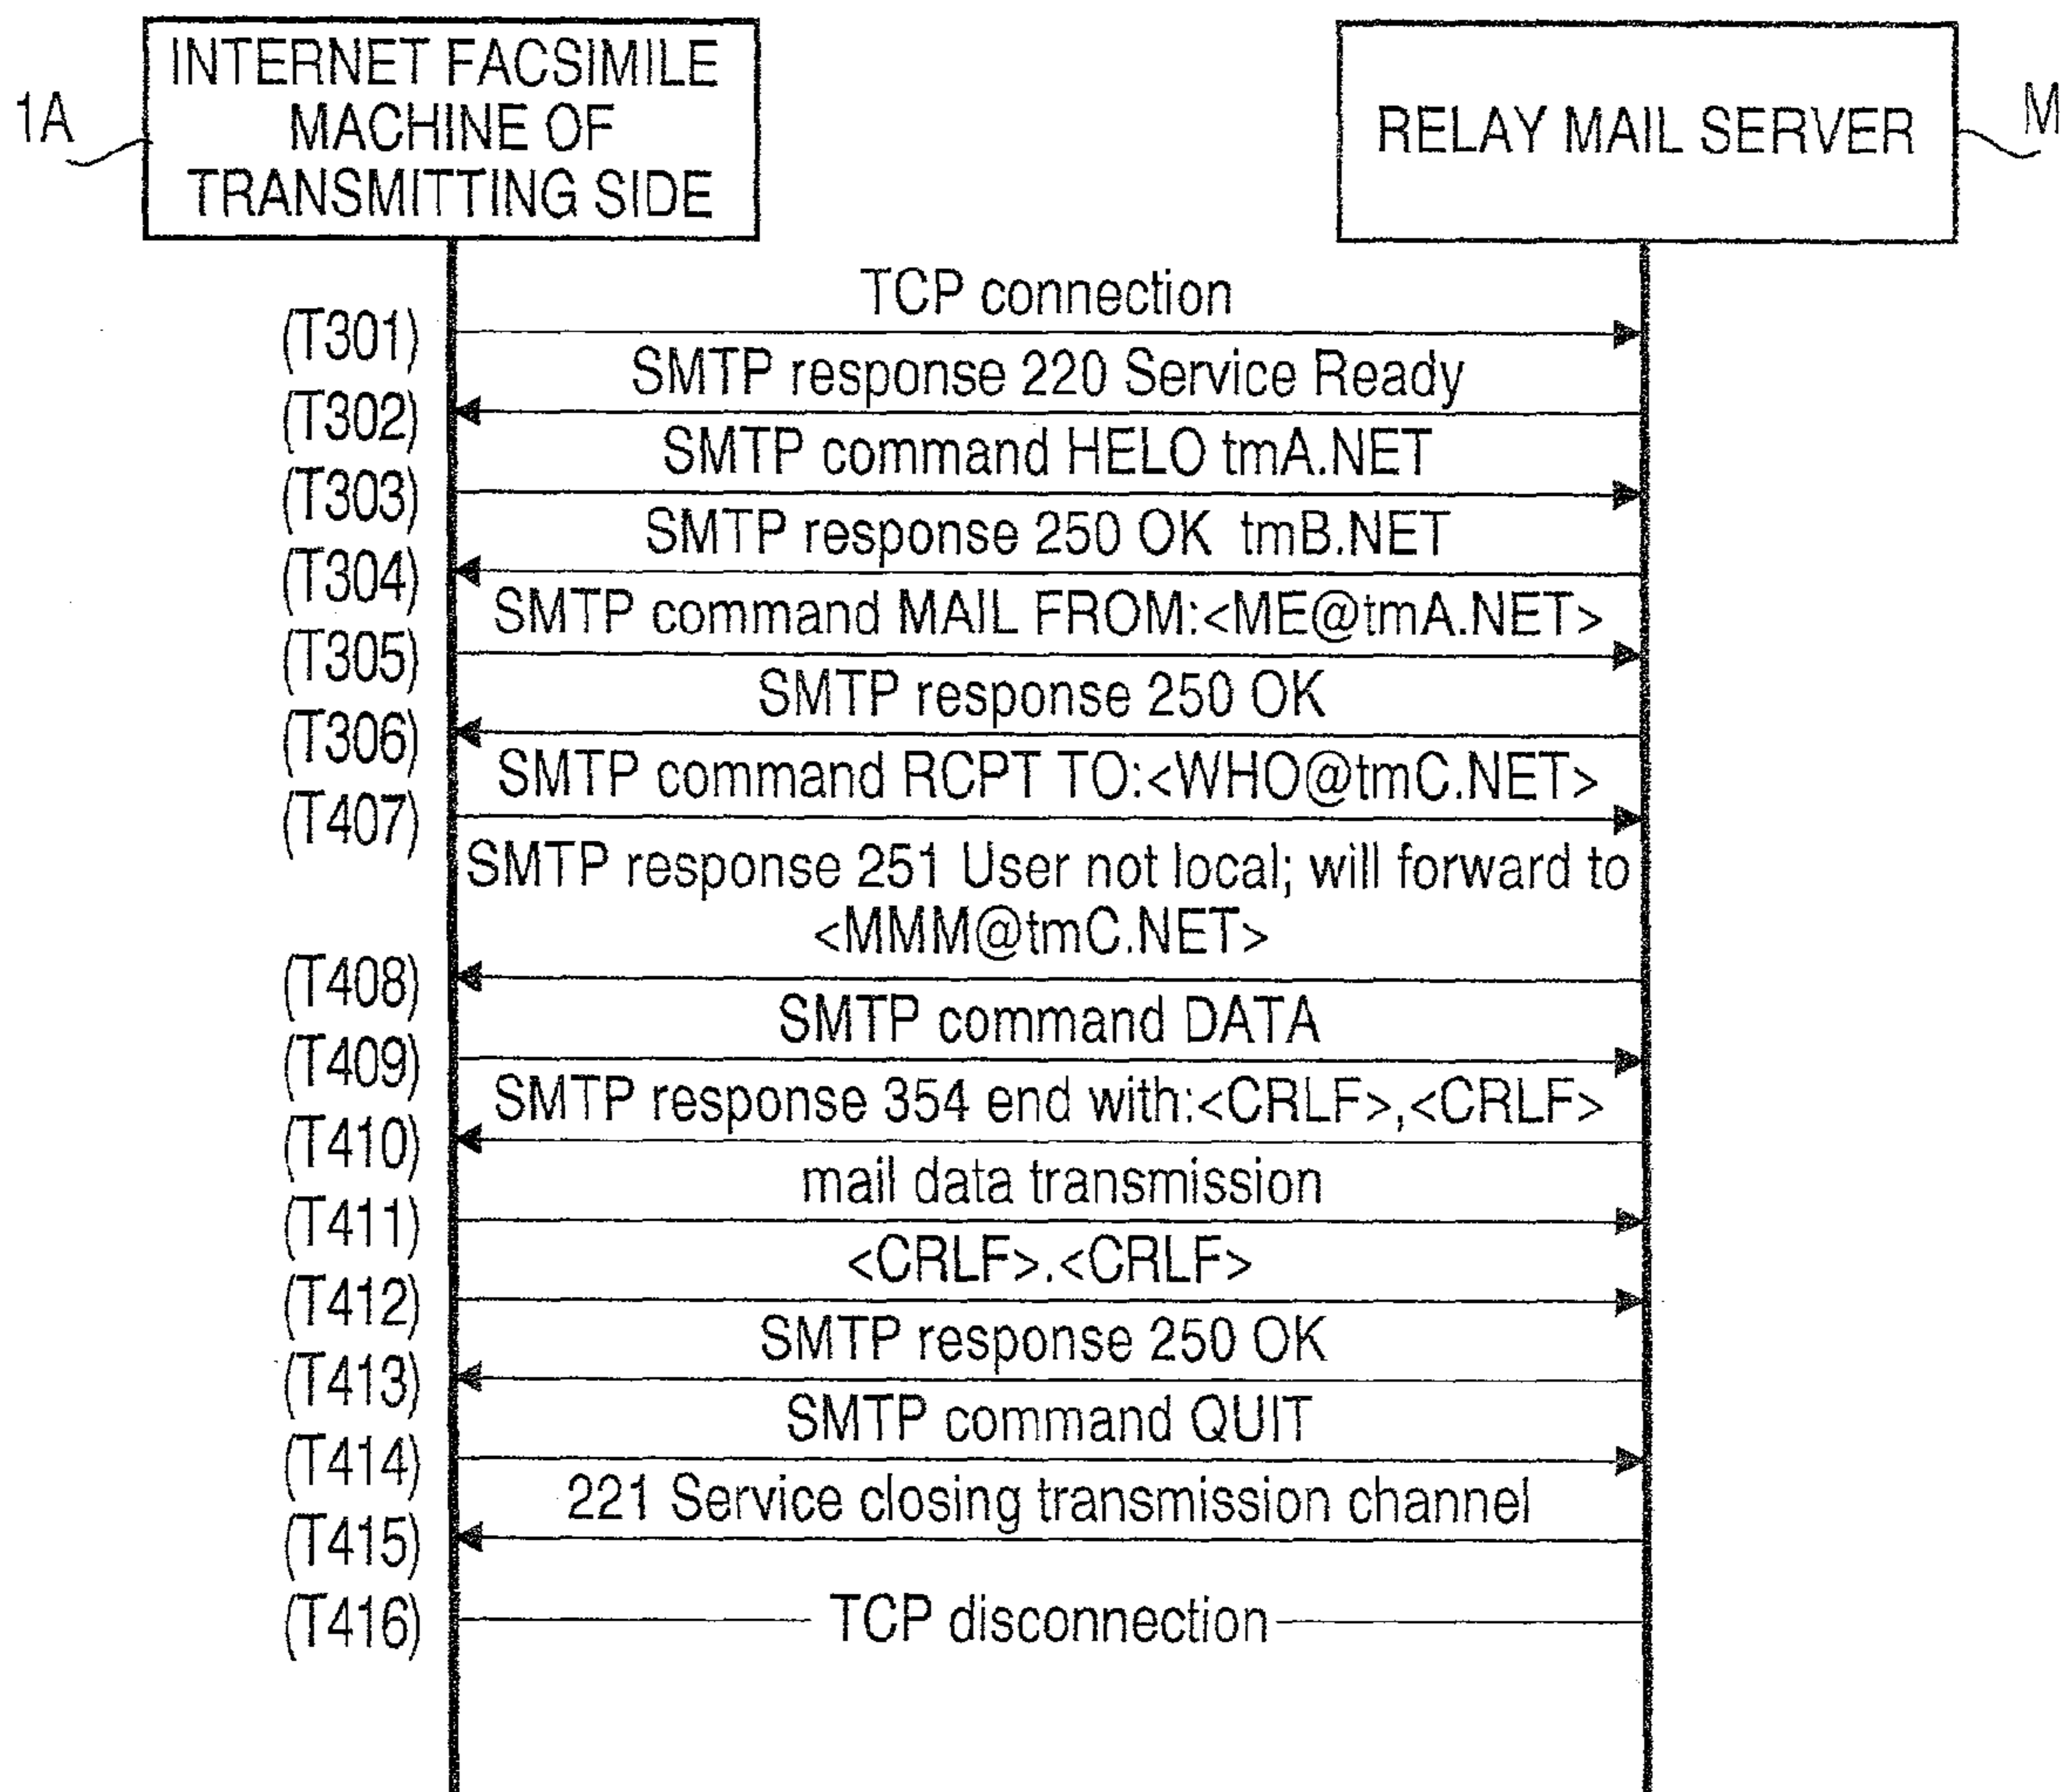 INTERNET FACSIMILE
MACHINE OF
TRANSMITTING SIDE
1A
RELAY MAIL SERVER
M
TCP connection
(T301)
SMTP response 220 Service Ready
(T302)
SMTP command HELO tmA.NET
(T303)
SMTP response 250 OK tmB.NET
(T304)
SMTP command MAIL FROM:<ME@tmA.NET>
(T305)
SMTP response 250 OK
(T306)
SMTP command RCPT TO:<WHO@tmC.NET>
(T407)
SMTP response 251 User not local; will forward to
<MMM@tmC.NET>
(T408)
SMTP command DATA
(T409)
SMTP response 354 end with:<CRLF>,<CRLF>
(T410)
mail data transmission
(T411)
<CRLF>.<CRLF>
(T412)
SMTP response 250 OK
(T413)
SMTP command QUIT
(T414)
221 Service closing transmission channel
(T415)
(T416)
TCP disconnection